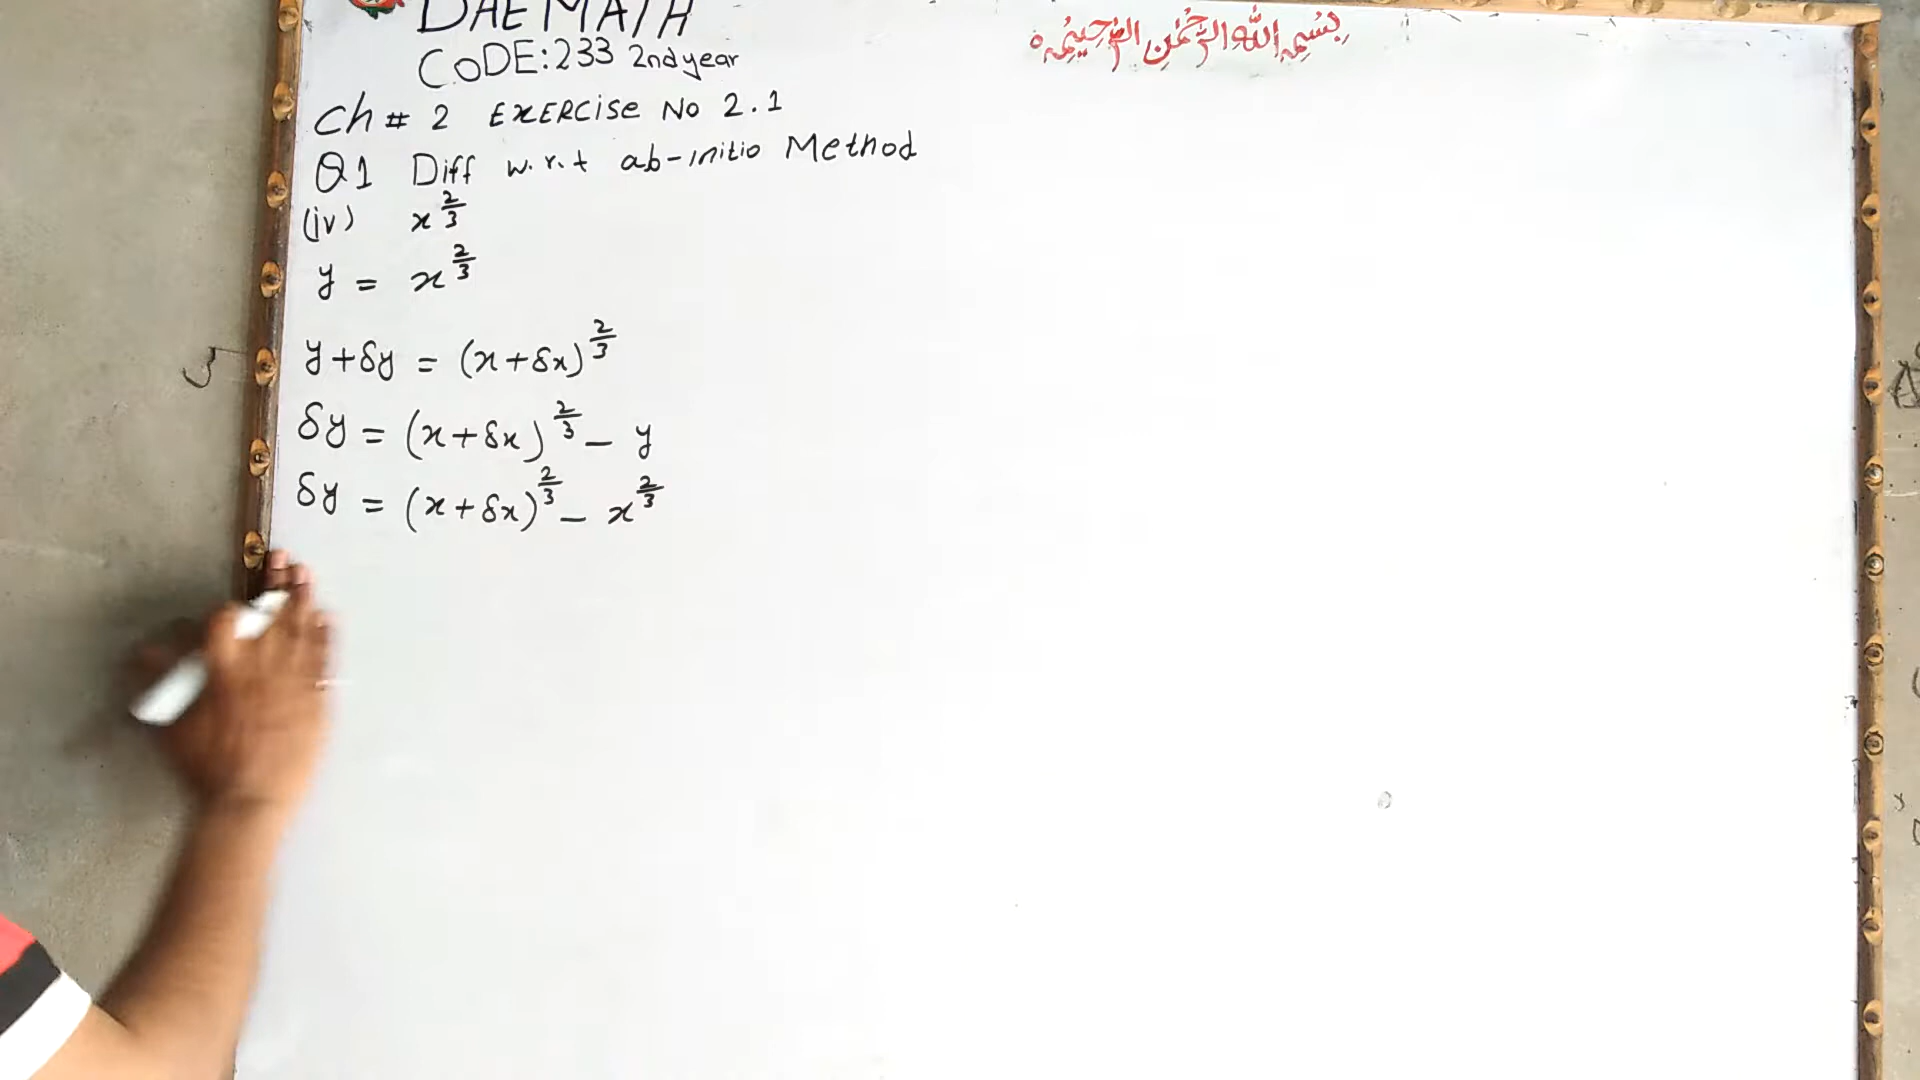 DAE MATH
CODE:233 2nd year
بِسْمِ اللهِ الرَّحْمٰنِ الرَّحِيْمِ ه
Ch # 2 EXERCise No 2.1
Q1 Diff w.r.t ab-initio Method
(iv) x^{2/3}
y = x^{2/3}
y+δy = (x+δx)^{2/3}
δy = (x+δx)^{2/3} - y
δy = (x+δx)^{2/3} - x^{2/3}